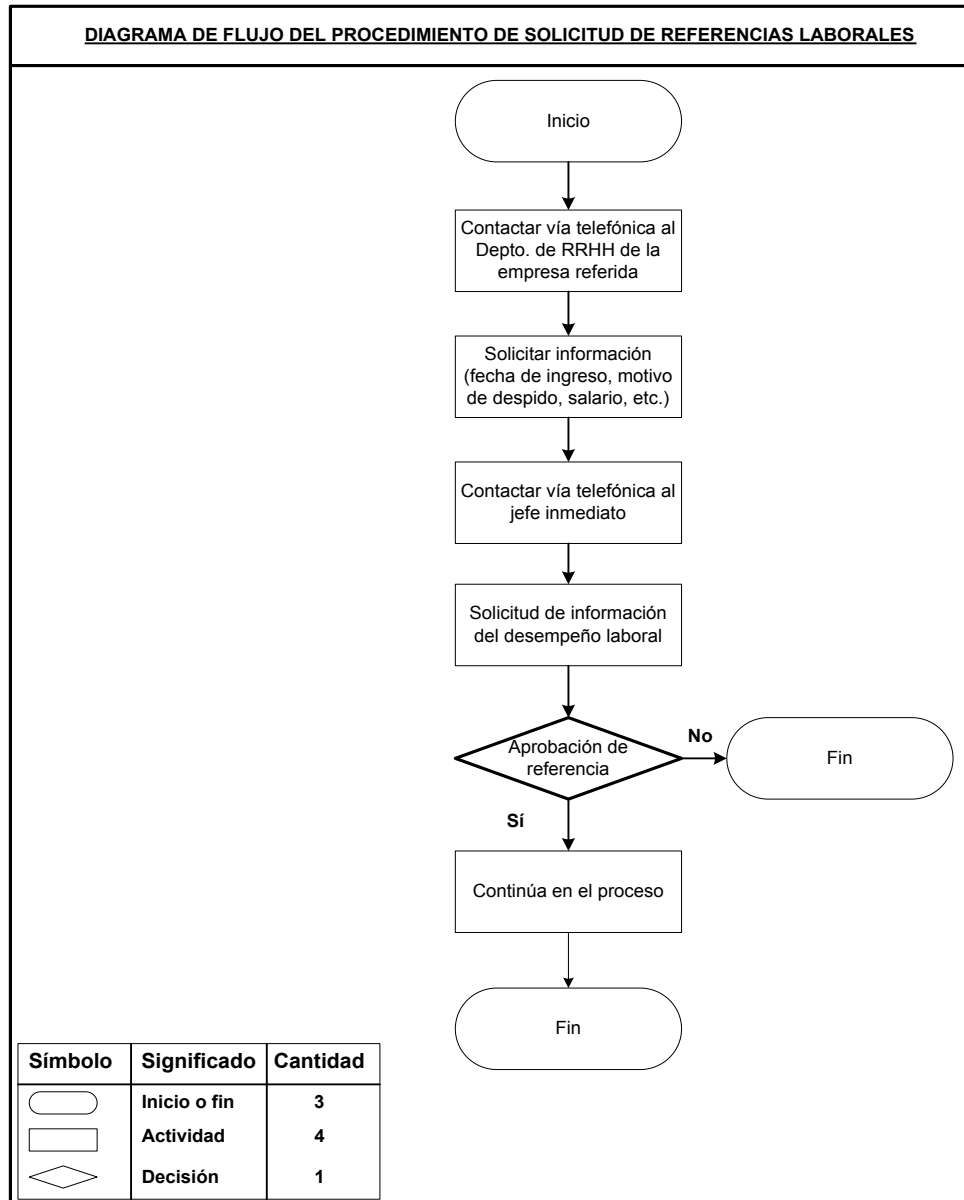 DIAGRAMA DE FLUJO DEL PROCEDIMIENTO DE SOLICITUD DE REFERENCIAS LABORALES
Inicio
Contactar vía telefónica al
Depto. de RRHH de la
empresa referida
Solicitar información
(fecha de ingreso, motivo
de despido, salario, etc.)
Contactar vía telefónica al
jefe inmediato
Solicitud de información
del desempeño laboral
Aprobación de
referencia
No
Fin
Sí
Continúa en el proceso
Fin
Símbolo Significado Cantidad
Inicio o fin 3
Actividad 4
Decisión 1